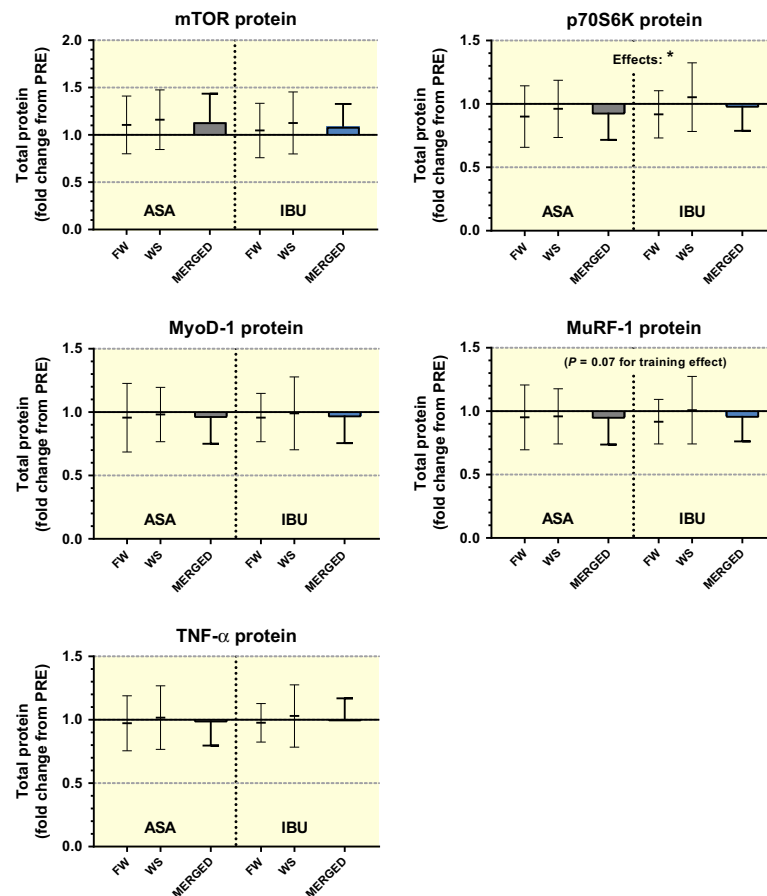 mTOR protein
Total protein
(fold change from PRE)
2.0
1.5
1.0
0.5
0.0
ASA
IBU
FW
WS
MERGED
FW
WS
MERGED
p70S6K protein
Effects: *
Total protein
(fold change from PRE)
1.5
1.0
0.5
0.0
ASA
IBU
FW
WS
MERGED
FW
WS
MERGED
MyoD-1 protein
Total protein
(fold change from PRE)
1.5
1.0
0.5
0.0
ASA
IBU
FW
WS
MERGED
FW
WS
MERGED
MuRF-1 protein
(P = 0.07 for training effect)
Total protein
(fold change from PRE)
1.5
1.0
0.5
0.0
ASA
IBU
FW
WS
MERGED
FW
WS
MERGED
TNF-α protein
Total protein
(fold change from PRE)
1.5
1.0
0.5
0.0
ASA
IBU
FW
WS
MERGED
FW
WS
MERGED